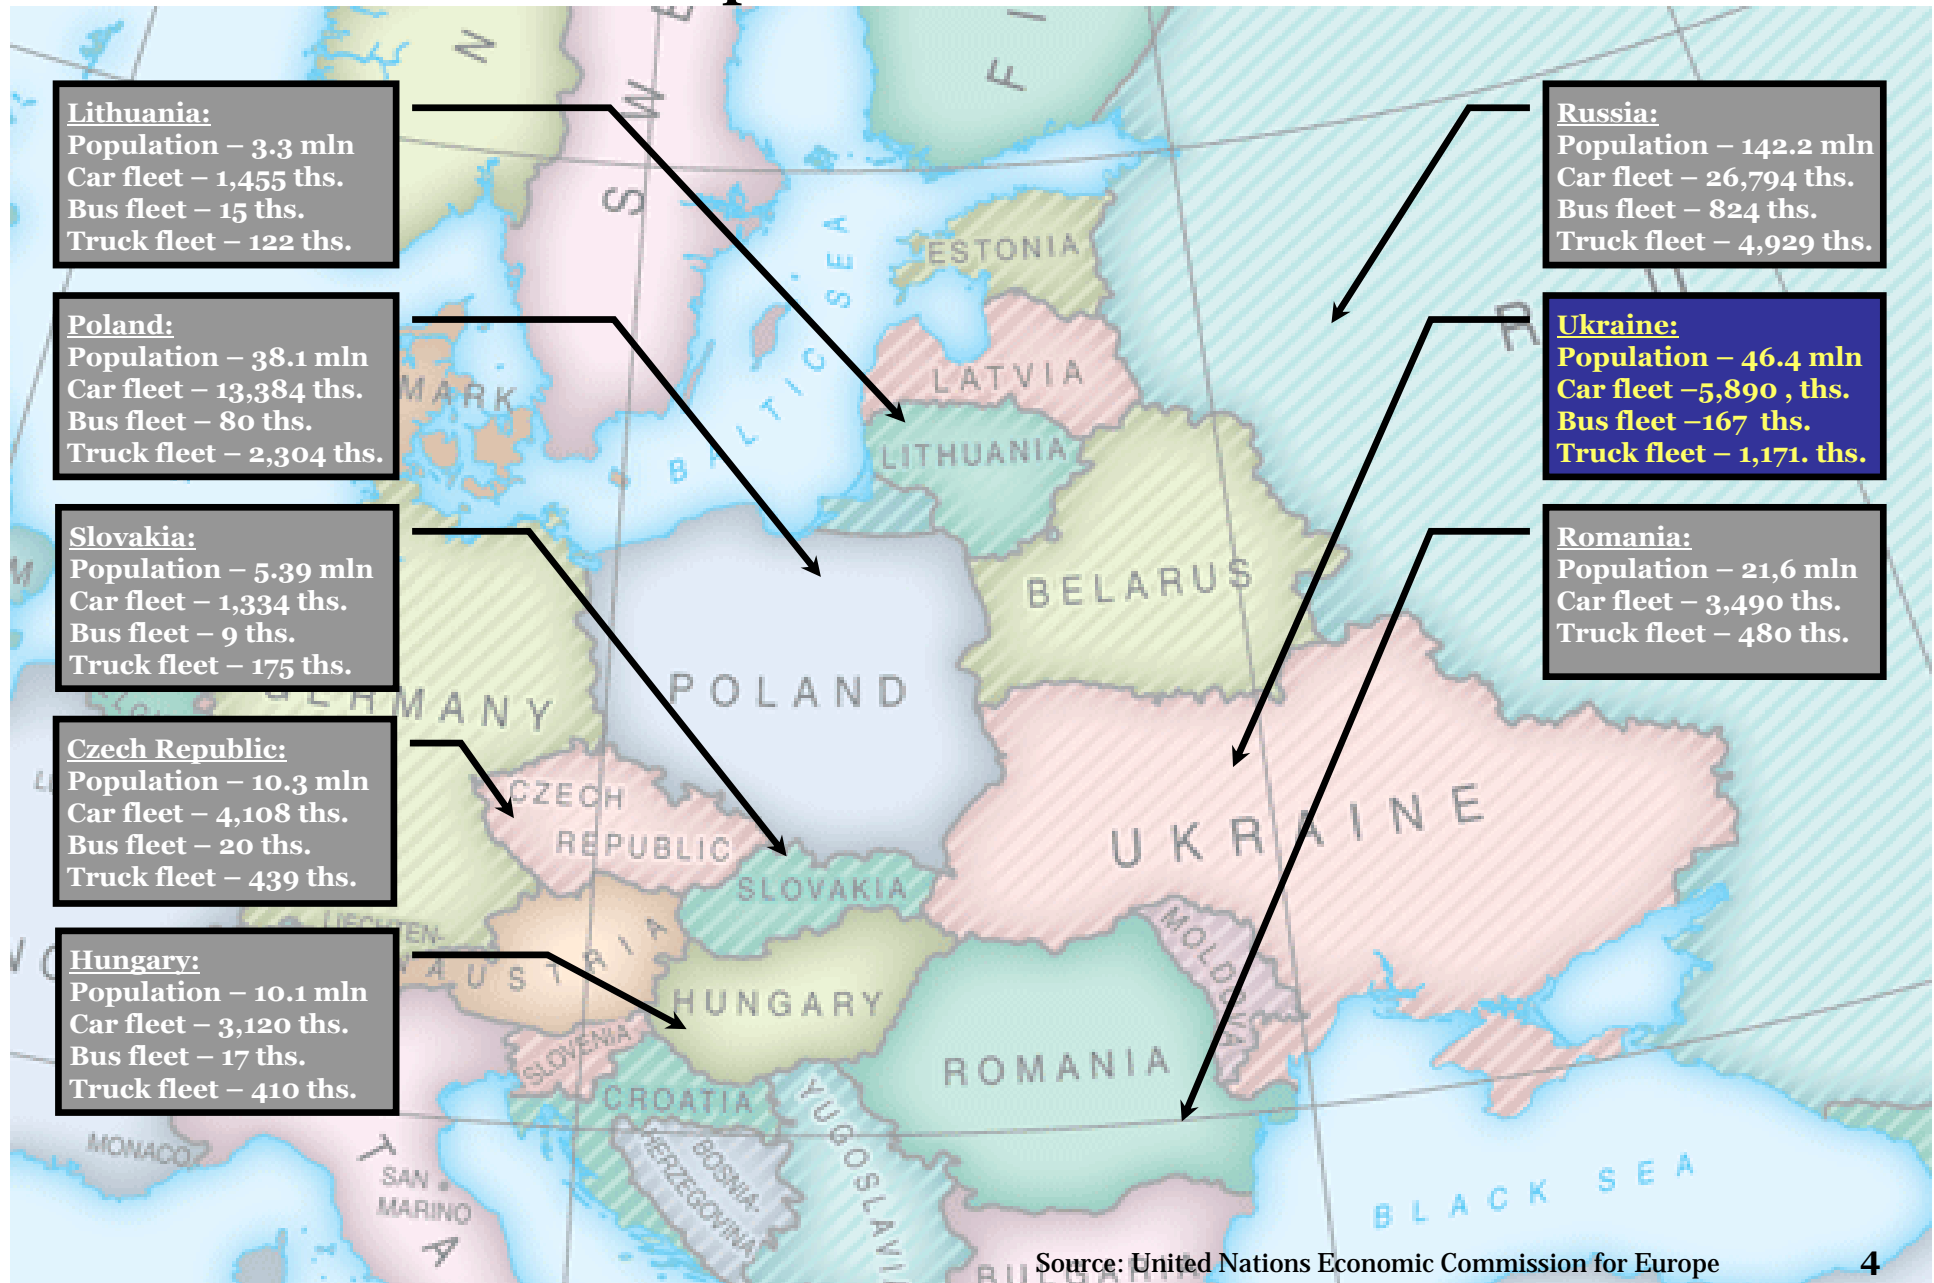 Lithuania:
Population – 3.3 mln
Car fleet – 1,455 ths.
Bus fleet – 15 ths.
Truck fleet – 122 ths.
Poland:
Population – 38.1 mln
Car fleet – 13,384 ths.
Bus fleet – 80 ths.
Truck fleet – 2,304 ths.
Slovakia:
Population – 5.39 mln
Car fleet – 1,334 ths.
Bus fleet – 9 ths.
Truck fleet – 175 ths.
Czech Republic:
Population – 10.3 mln
Car fleet – 4,108 ths.
Bus fleet – 20 ths.
Truck fleet – 439 ths.
Hungary:
Population – 10.1 mln
Car fleet – 3,120 ths.
Bus fleet – 17 ths.
Truck fleet – 410 ths.
Russia:
Population – 142.2 mln
Car fleet – 26,794 ths.
Bus fleet – 824 ths.
Truck fleet – 4,929 ths.
Ukraine:
Population – 46.4 mln
Car fleet –5,890 , ths.
Bus fleet –167  ths.
Truck fleet – 1,171. ths.
Romania:
Population – 21,6 mln
Car fleet – 3,490 ths.
Truck fleet – 480 ths.
ESTONIA
LATVIA
LITHUANIA
BALTIC SEA
BELARUS
POLAND
GERMANY
CZECH
REPUBLIC
SLOVAKIA
UKRAINE
LIECHTEN-
AUSTRIA
HUNGARY
MOLDOVA
SLOVENIA
CROATIA
ROMANIA
BOSNIA-
HERZEGOVINA
YUGOSLAVI
MONACO
SAN
MARINO
BLACK SEA
BULGARIA
Source: United Nations Economic Commission for Europe
4